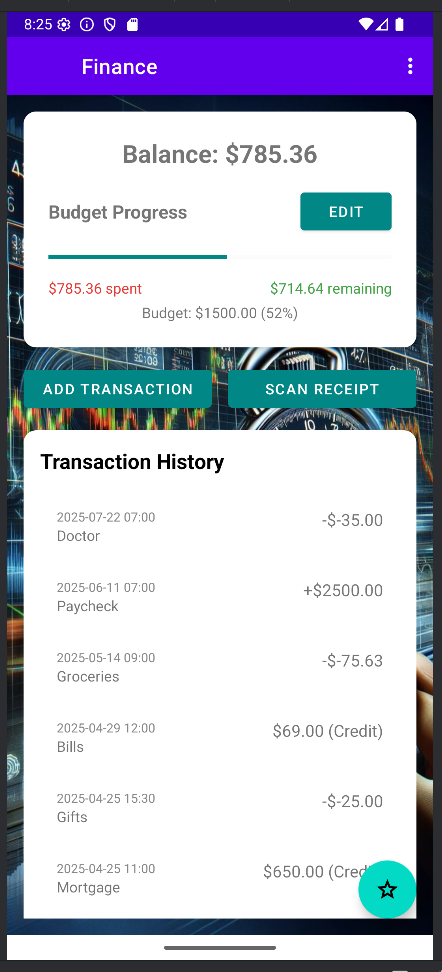 8:25
Finance
Balance: $785.36
Budget Progress
EDIT
$785.36 spent $714.64 remaining
Budget: $1500.00 (52%)
ADD TRANSACTION SCAN RECEIPT
Transaction History
2025-07-22 07:00
Doctor
-$-35.00
2025-06-11 07:00
Paycheck
+$2500.00
2025-05-14 09:00
Groceries
-$-75.63
2025-04-29 12:00
Bills
$69.00 (Credit)
2025-04-25 15:30
Gifts
-$-25.00
2025-04-25 11:00
Mortgage
$650.00 (Cred